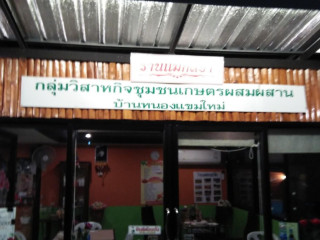 กลุ่มวิสาหกิจชุมชนเกษตรผสมผสาน
บ้านหนองแขมใหม่